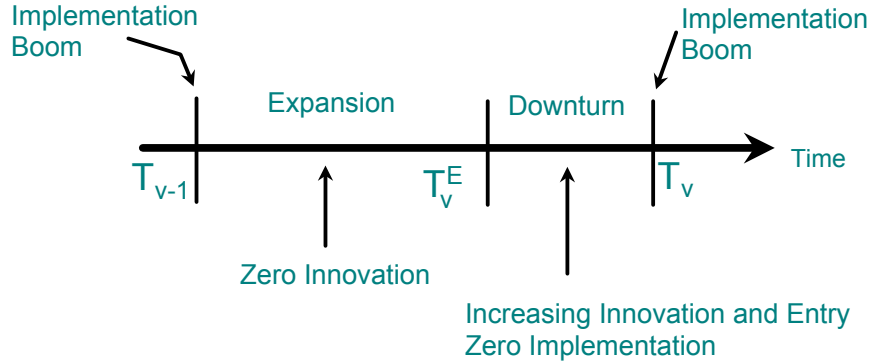 Implementation
Boom
Implementation
Boom
Expansion
Downturn
T_{v-1}
T_v^E
T_v
Time
Zero Innovation
Increasing Innovation and Entry
Zero Implementation